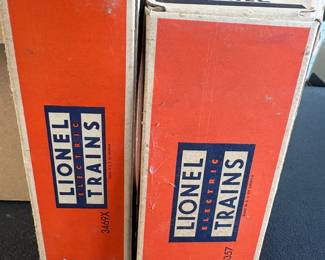 LIONEL
ELECTRIC
TRAINS
3469X
LIONEL
ELECTRIC
TRAINS
357